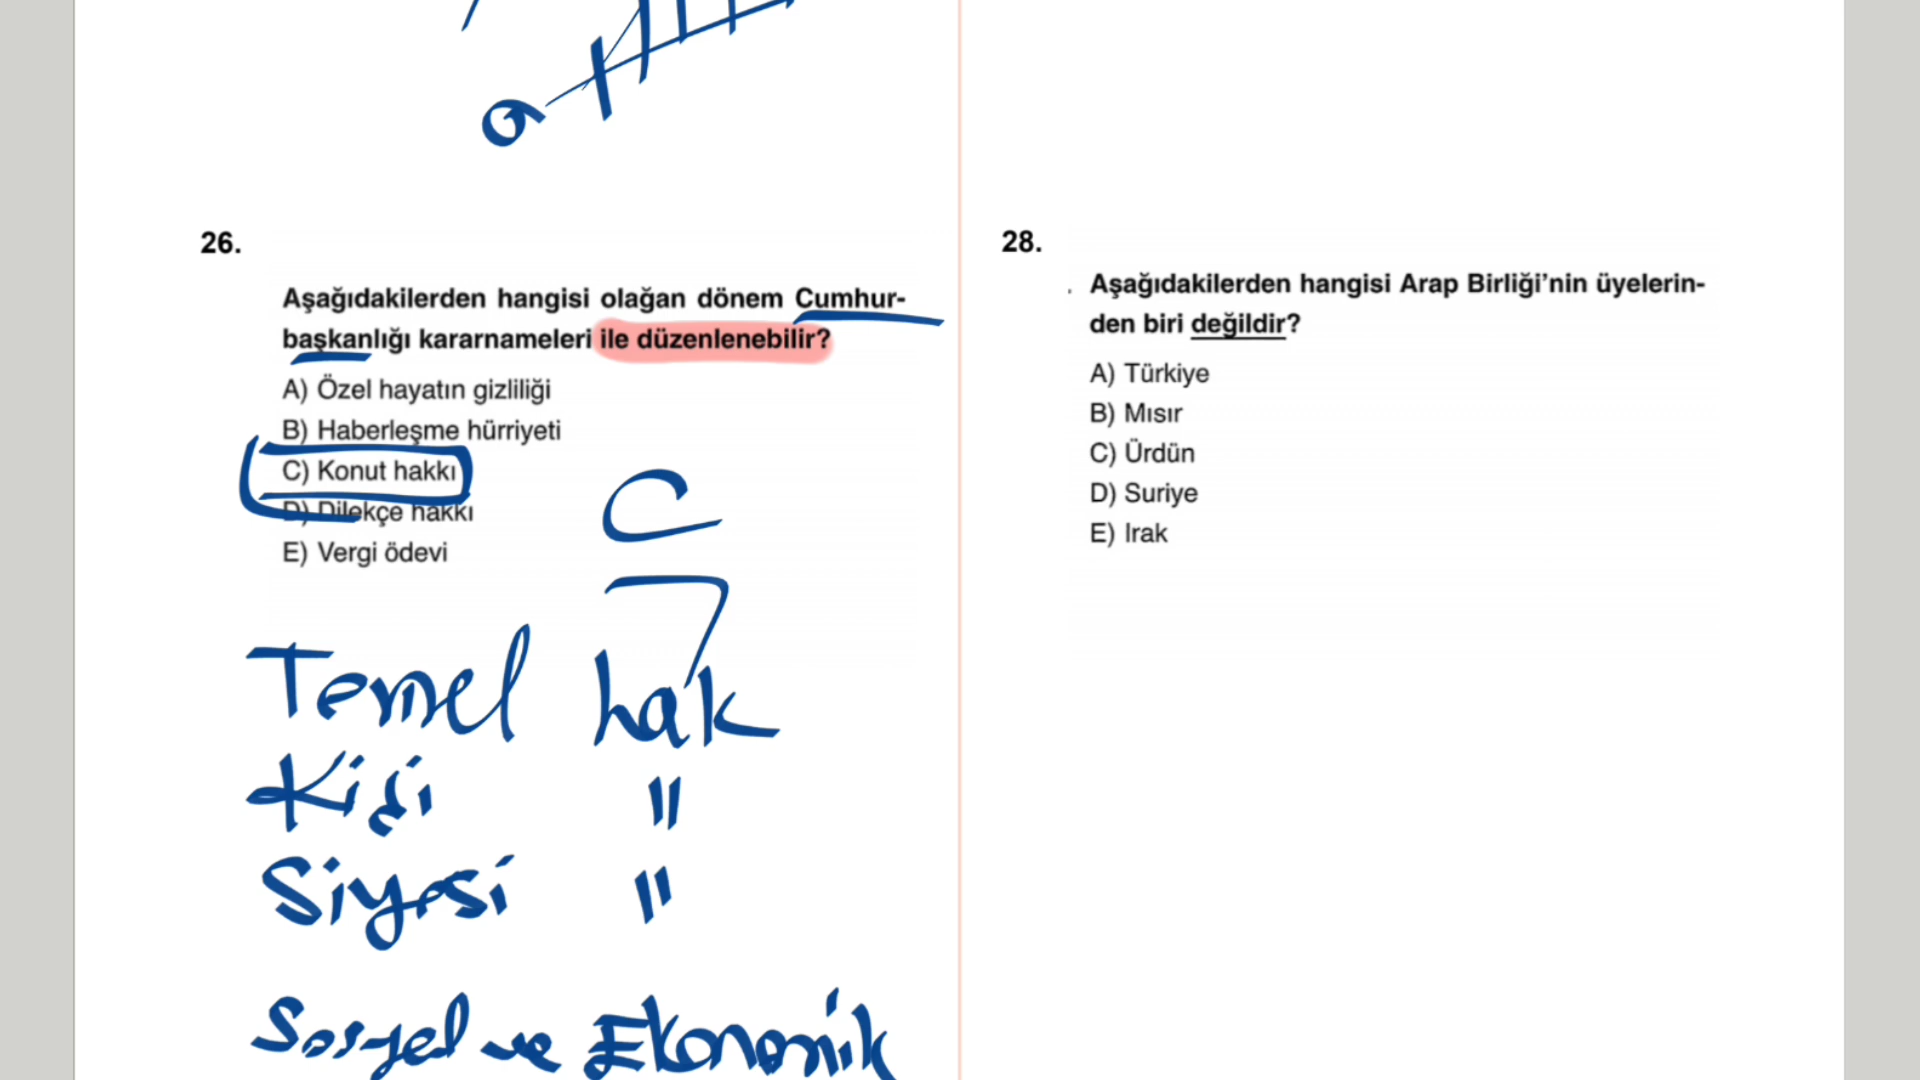 26.
Aşağıdakilerden hangisi olağan dönem Cumhur-
başkanlığı kararnameleri ile düzenlenebilir?
A) Özel hayatın gizliliği
B) Haberleşme hürriyeti
C) Konut hakkı
D) Dilekçe hakkı
E) Vergi ödevi
C
Temel hak
Kişi "
Siyasi "
Sosyal ve Ekonomik
28.
Aşağıdakilerden hangisi Arap Birliği'nin üyelerin-
den biri değildir?
A) Türkiye
B) Mısır
C) Ürdün
D) Suriye
E) Irak